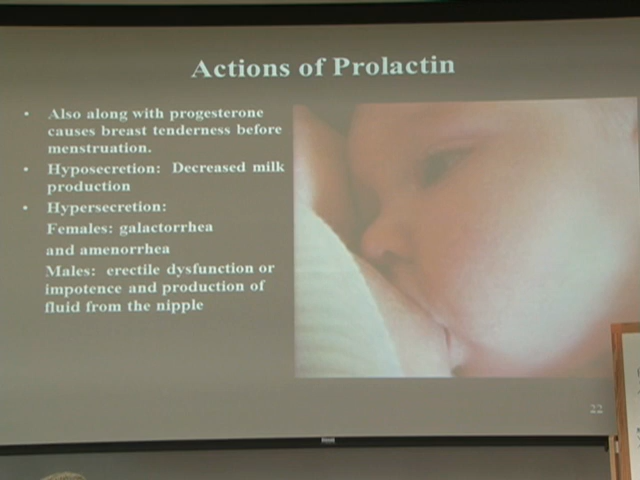 Actions of Prolactin
• Also along with progesterone
causes breast tenderness before
menstruation.
• Hyposecretion: Decreased milk
production
• Hypersecretion:
Females: galactorrhea
and amenorrhea
Males: erectile dysfunction or
impotence and production of
fluid from the nipple
22